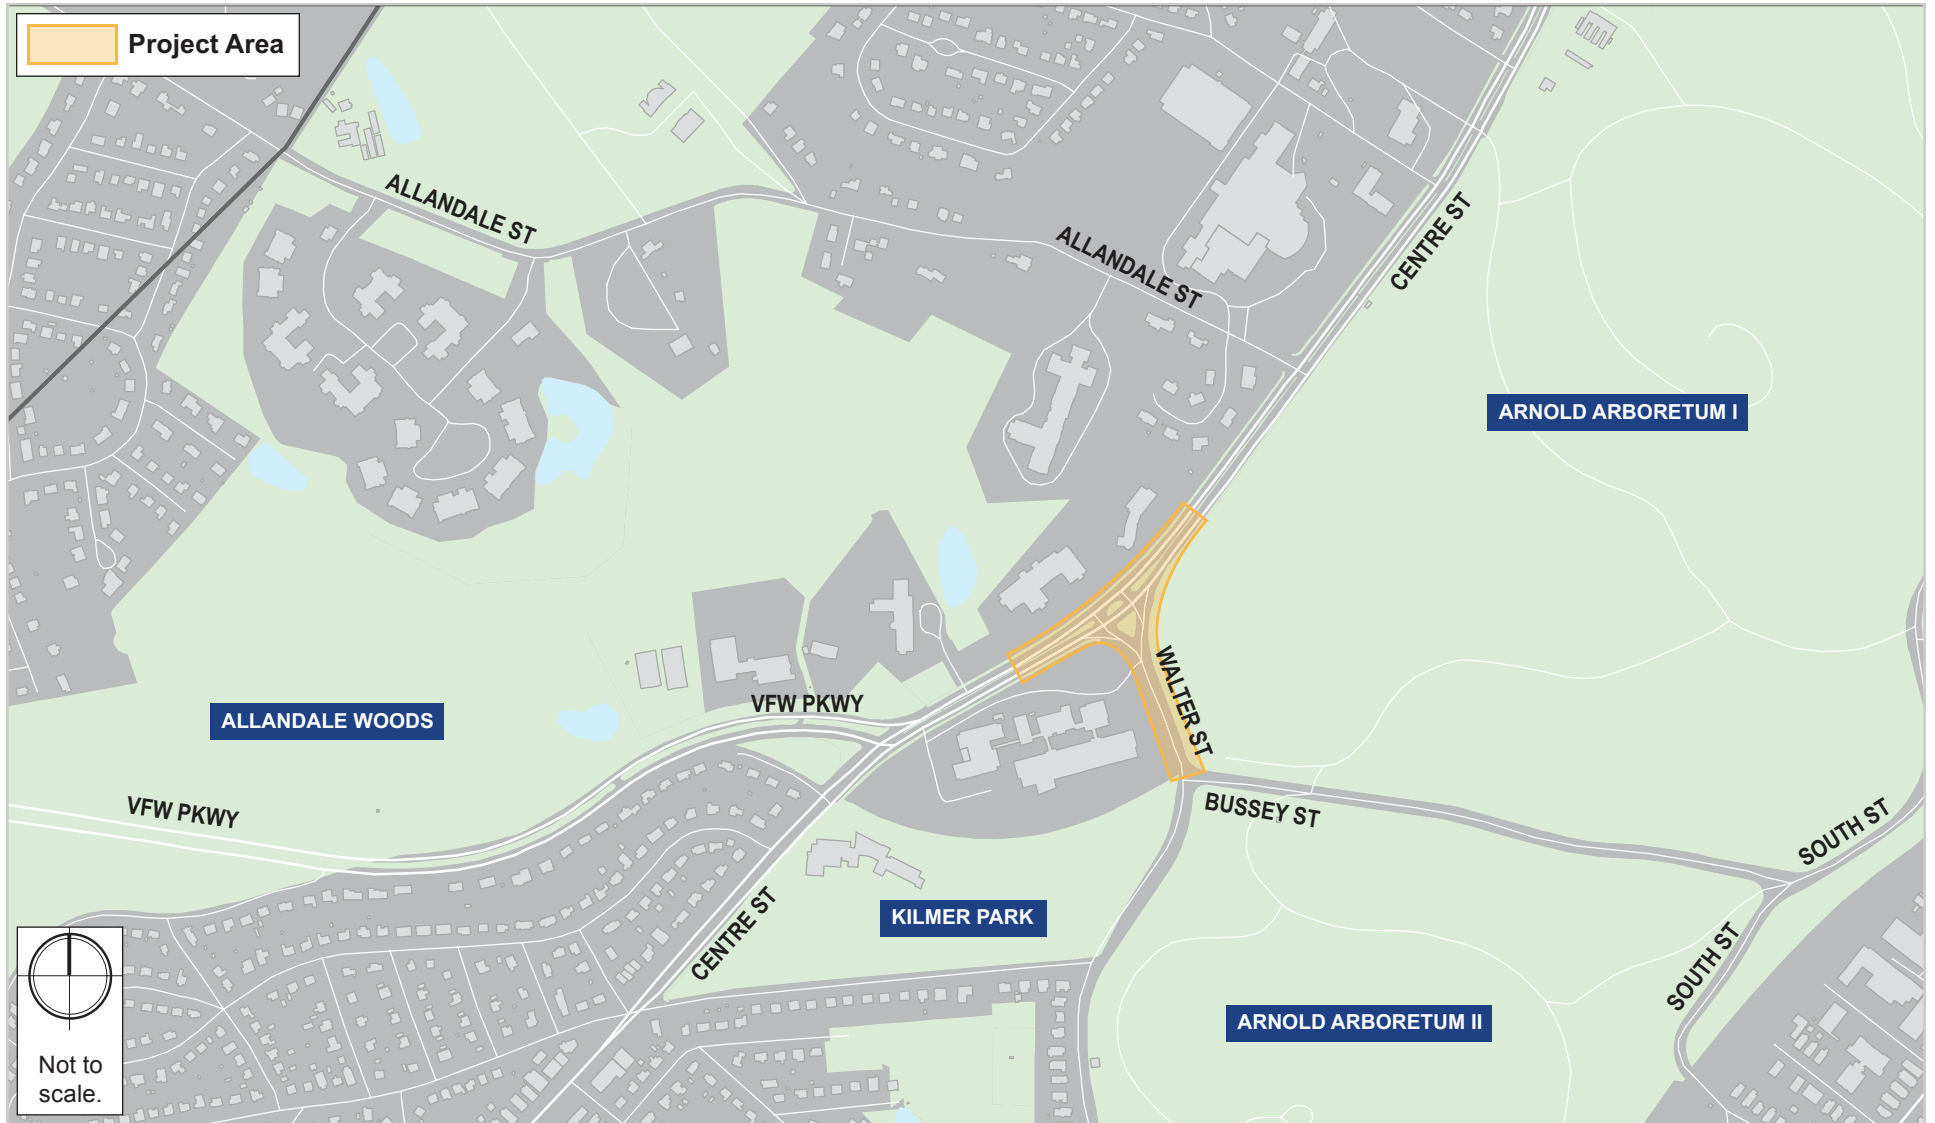 Project Area
ALLANDALE ST
ALLANDALE ST
CENTRE ST
ARNOLD ARBORETUM I
WALTER ST
VFW PKWY
ALLANDALE WOODS
VFW PKWY
BUSSEY ST
SOUTH ST
KILMER PARK
CENTRE ST
SOUTH ST
ARNOLD ARBORETUM II
Not to
scale.